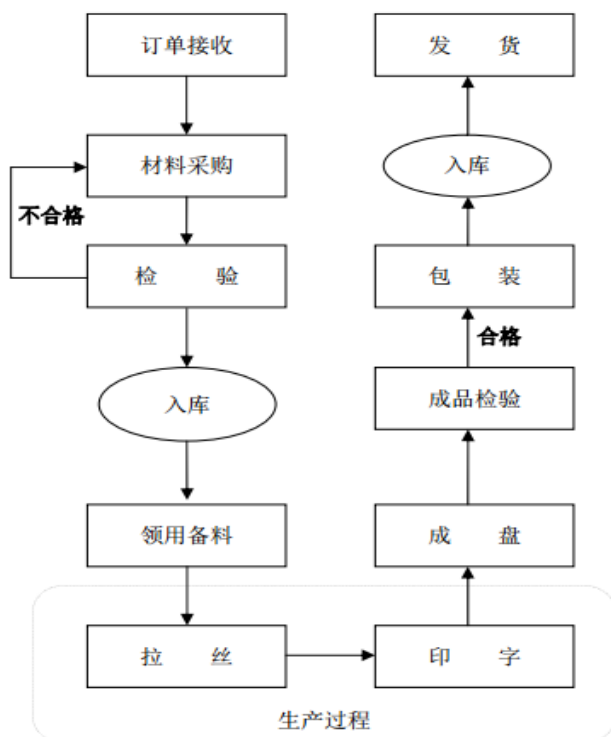 订单接收
材料采购
不合格
检 验
入库
领用备料
拉 丝
印 字
成 盘
成品检验
合格
包 装
入库
发 货
生产过程